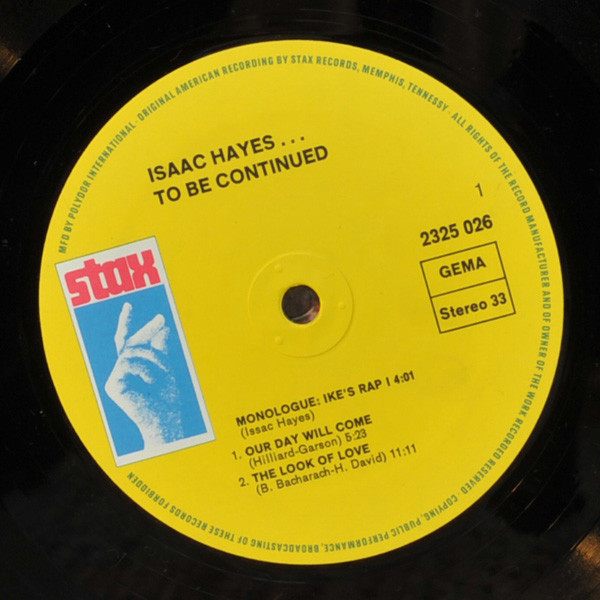 MFD BY POLYDOR INTERNATIONAL · ORIGINAL AMERICAN RECORDING BY STAX RECORDS, MEMPHIS, TENNESSY · ALL RIGHTS OF THE RECORD MANUFACTURER AND OF OWNER OF THE WORK RECORDED RESERVED · COPYING, PUBLIC PERFORMANCE, BROADCASTING OF THESE RECORDS FORBIDDEN
ISAAC HAYES . . .
TO BE CONTINUED
1
2325 026
GEMA
Stereo 33
stax
MONOLOGUE: IKE'S RAP I 4:01
(Issac Hayes)
1. OUR DAY WILL COME
(Hilliard-Garson) 5:23
2. THE LOOK OF LOVE
(B. Bacharach-H. David) 11:11